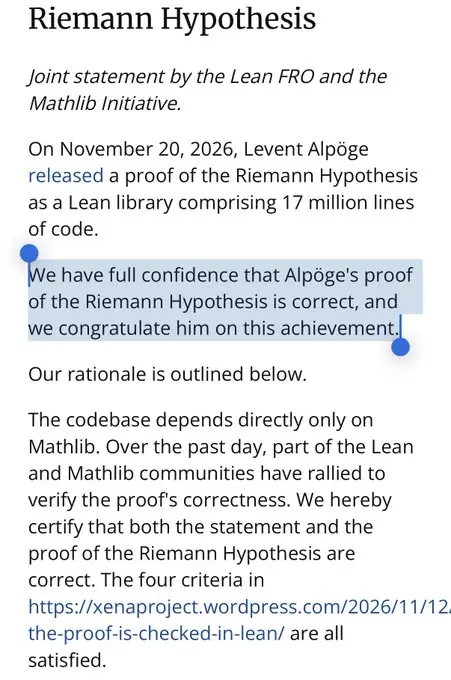 Riemann Hypothesis
Joint statement by the Lean FRO and the
Mathlib Initiative.
On November 20, 2026, Levent Alpöge
released a proof of the Riemann Hypothesis
as a Lean library comprising 17 million lines
of code.
We have full confidence that Alpöge's proof
of the Riemann Hypothesis is correct, and
we congratulate him on this achievement.
Our rationale is outlined below.
The codebase depends directly only on
Mathlib. Over the past day, part of the Lean
and Mathlib communities have rallied to
verify the proof's correctness. We hereby
certify that both the statement and the
proof of the Riemann Hypothesis are
correct. The four criteria in
https://xenaproject.wordpress.com/2026/11/12/
the-proof-is-checked-in-lean/ are all
satisfied.